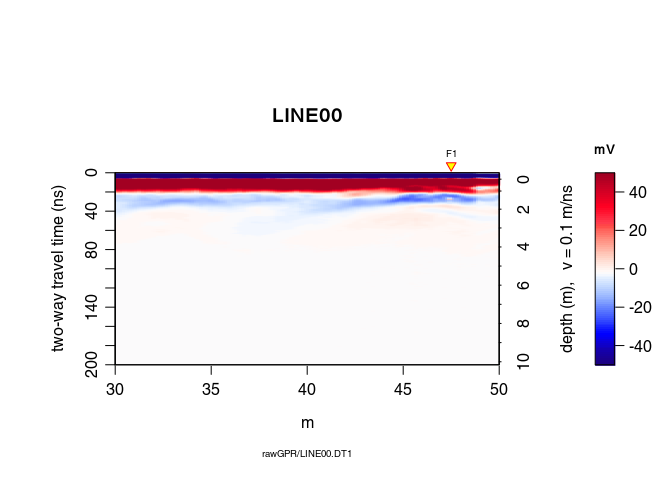 LINE00
F1
mV
0
40
80
140
200
two-way travel time (ns)
0
2
4
6
8
10
depth (m),   v = 0.1 m/ns
40
20
0
-20
-40
30 35 40 45 50
m
rawGPR/LINE00.DT1